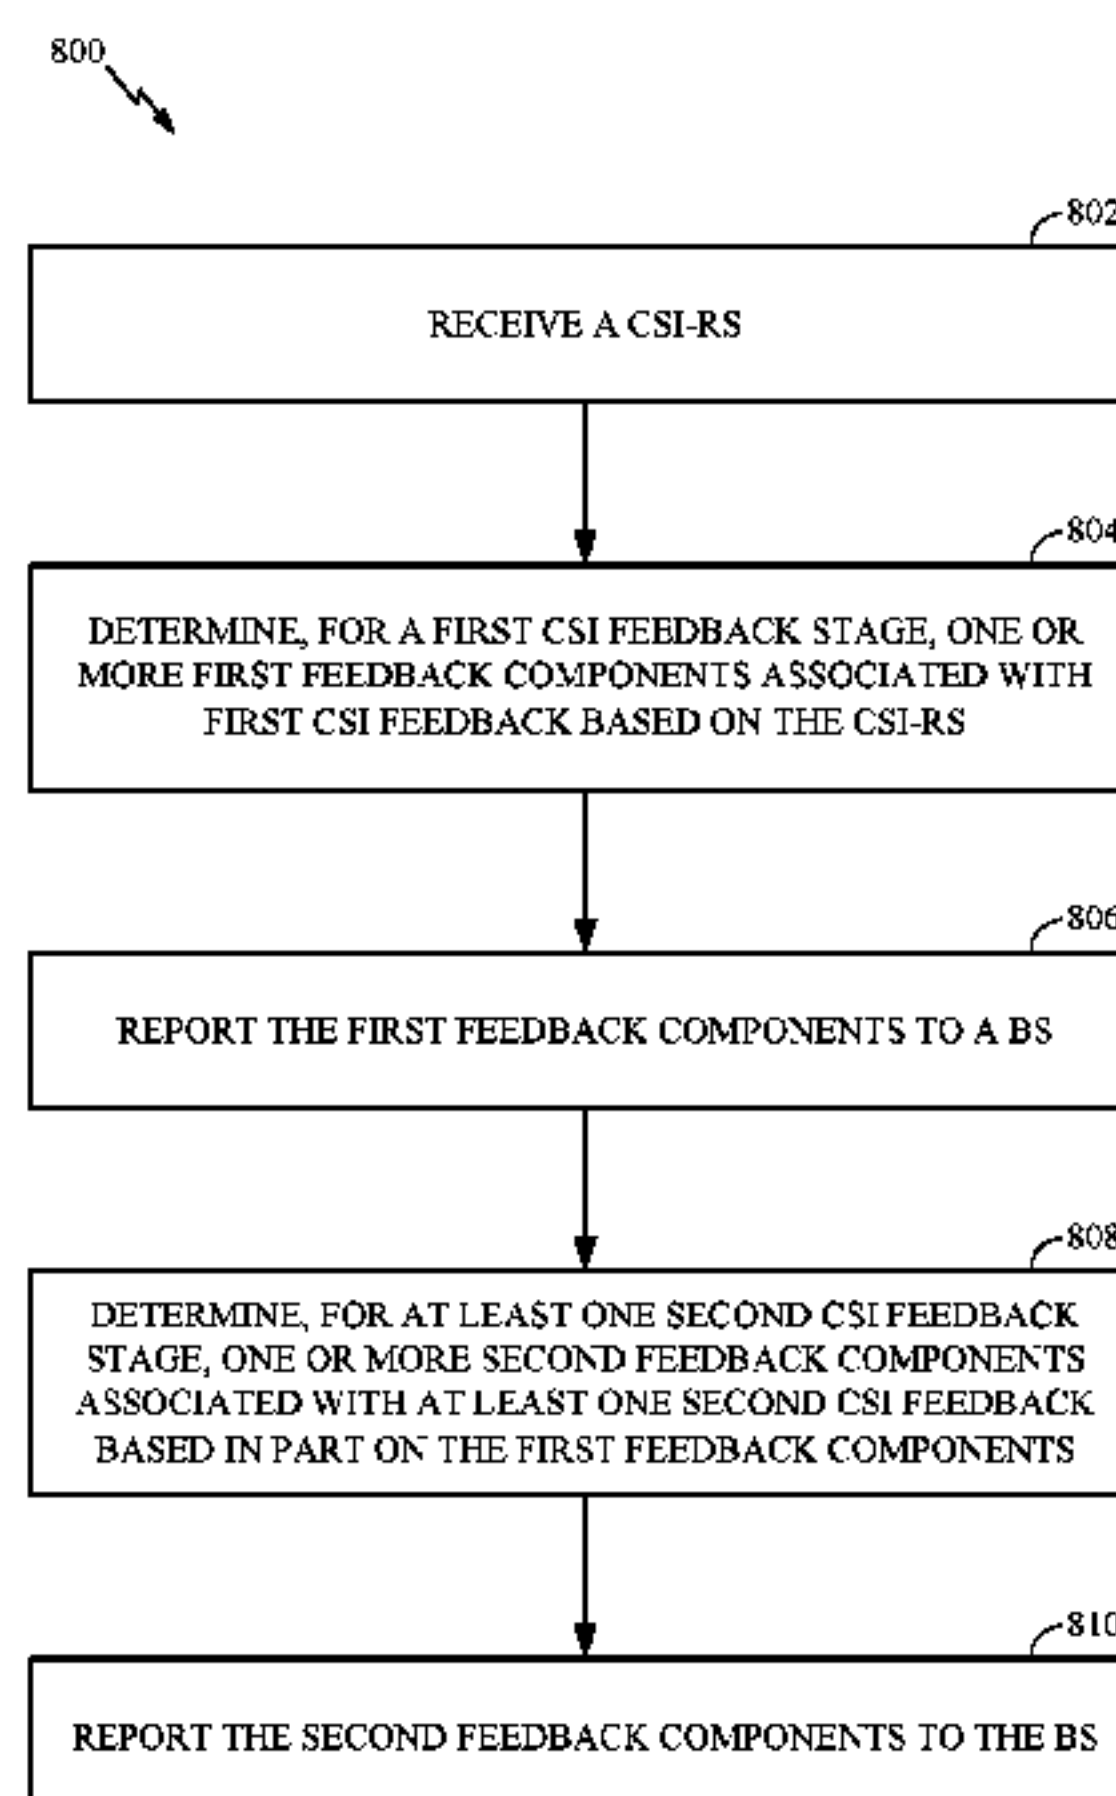 800
802
RECEIVE A CSI-RS
804
DETERMINE, FOR A FIRST CSI FEEDBACK STAGE, ONE OR
MORE FIRST FEEDBACK COMPONENTS ASSOCIATED WITH
FIRST CSI FEEDBACK BASED ON THE CSI-RS
806
REPORT THE FIRST FEEDBACK COMPONENTS TO A BS
808
DETERMINE, FOR AT LEAST ONE SECOND CSI FEEDBACK
STAGE, ONE OR MORE SECOND FEEDBACK COMPONENTS
ASSOCIATED WITH AT LEAST ONE SECOND CSI FEEDBACK
BASED IN PART ON THE FIRST FEEDBACK COMPONENTS
810
REPORT THE SECOND FEEDBACK COMPONENTS TO THE BS